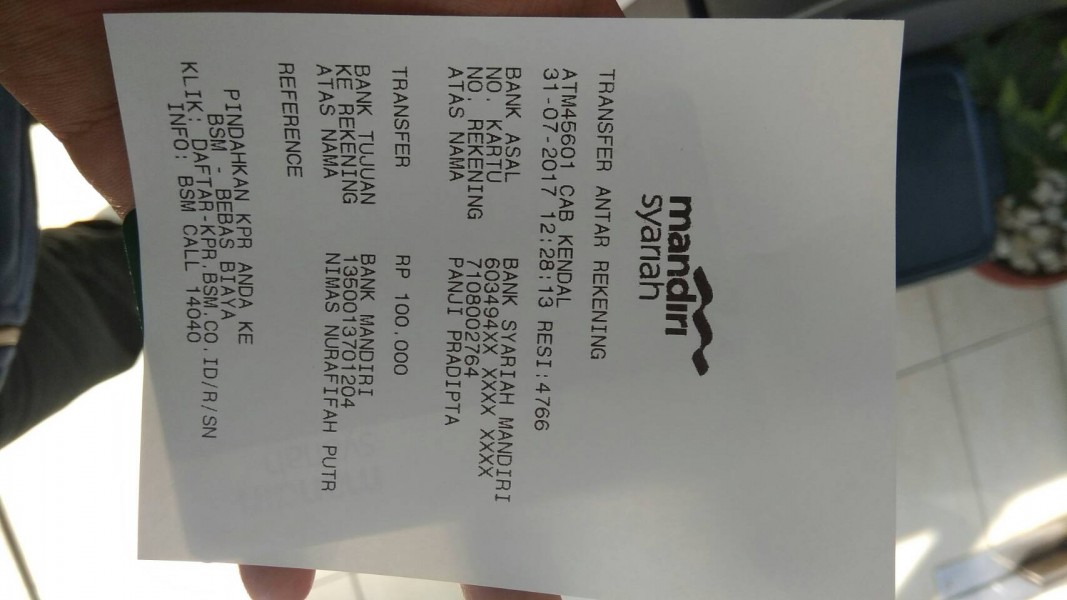 mandiri
syariah
TRANSFER ANTAR REKENING
ATM45601 CAB KENDAL
31-07-2017 12:28:13 RESI:4766
BANK ASAL BANK SYARIAH MANDIRI
NO. KARTU 603494XX XXXX XXXX
NO. REKENING 7108002764
ATAS NAMA PANJI PRADIPTA
TRANSFER RP 100.000
BANK TUJUAN BANK MANDIRI
KE REKENING 1350013701204
ATAS NAMA NIMAS NURAFIFAH PUTR
REFERENCE
PINDAHKAN KPR ANDA KE
BSM - BEBAS BIAYA
KLIK: DAFTAR-KPR.BSM.CO.ID/R/SN
INFO: BSM CALL 14040